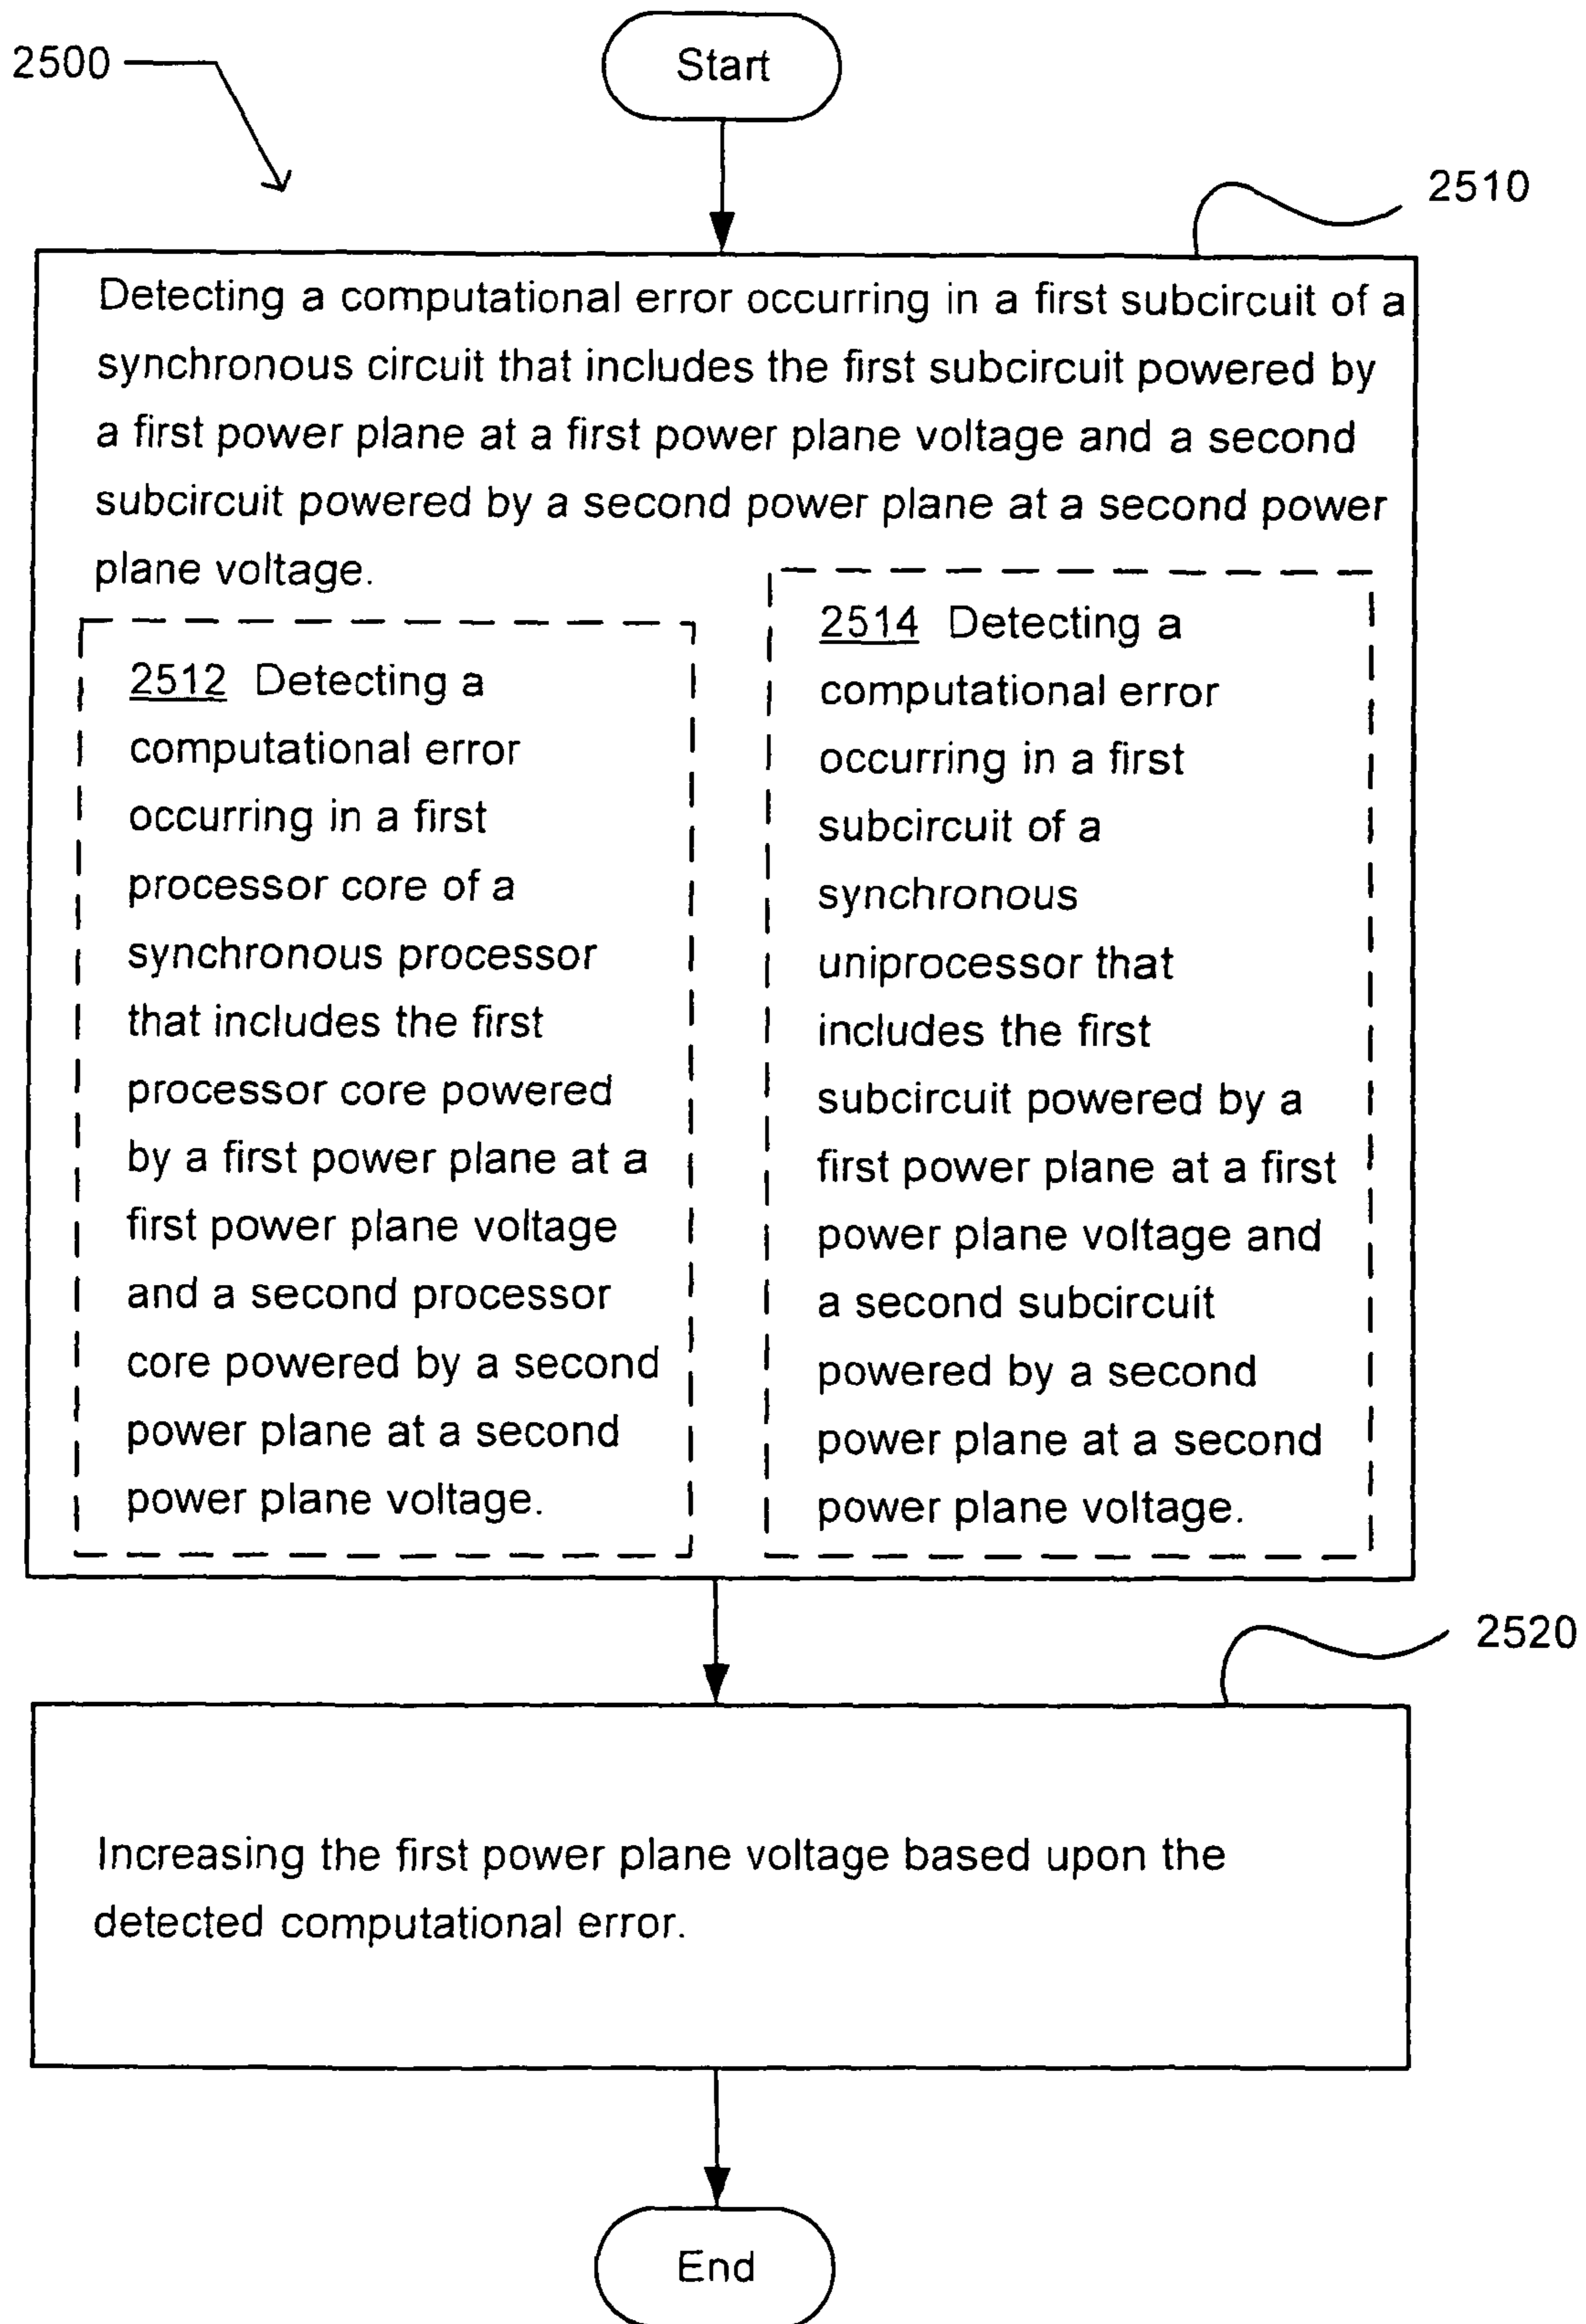 Start
2500
2510
Detecting a computational error occurring in a first subcircuit of a
synchronous circuit that includes the first subcircuit powered by
a first power plane at a first power plane voltage and a second
subcircuit powered by a second power plane at a second power
plane voltage.
2512 Detecting a
computational error
occurring in a first
processor core of a
synchronous processor
that includes the first
processor core powered
by a first power plane at a
first power plane voltage
and a second processor
core powered by a second
power plane at a second
power plane voltage.
2514 Detecting a
computational error
occurring in a first
subcircuit of a
synchronous
uniprocessor that
includes the first
subcircuit powered by a
first power plane at a first
power plane voltage and
a second subcircuit
powered by a second
power plane at a second
power plane voltage.
2520
Increasing the first power plane voltage based upon the
detected computational error.
End